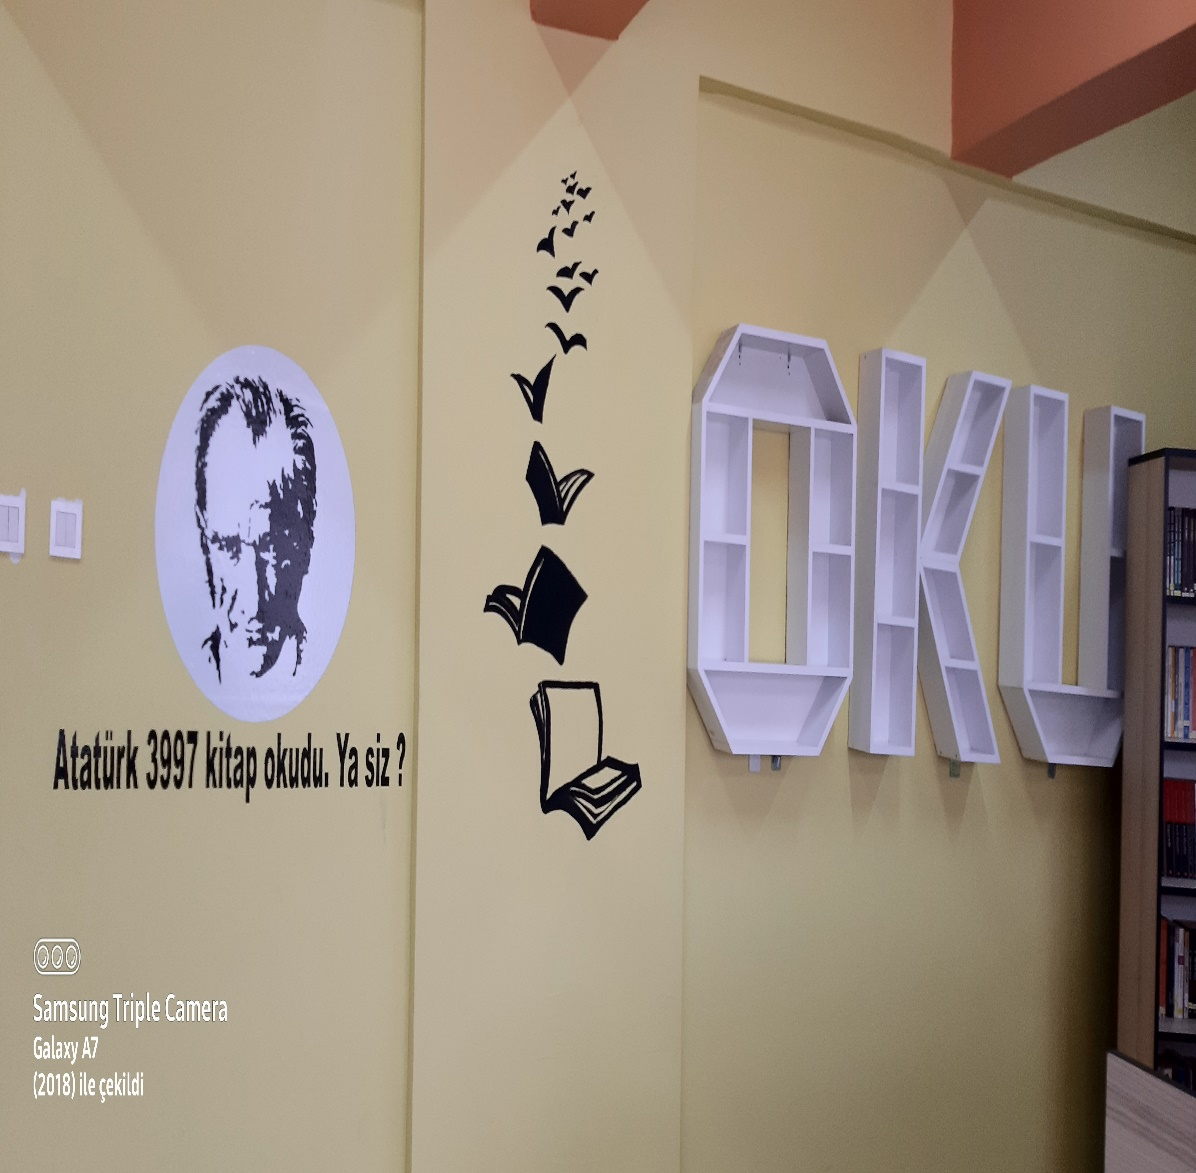 Atatürk 3997 kitap okudu. Ya siz ?
OKU
Samsung Triple Camera
Galaxy A7
(2018) ile çekildi